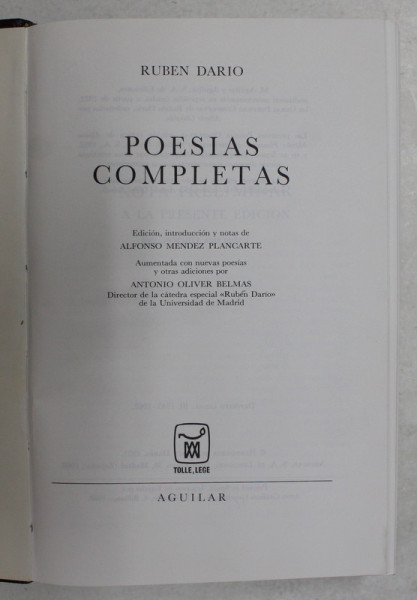 RUBEN DARIO
POESIAS
COMPLETAS
Edición, introducción y notas de
ALFONSO MENDEZ PLANCARTE
Aumentada con nuevas poesías
y otras adiciones por
ANTONIO OLIVER BELMAS
Director de la cátedra especial «Rubén Darío»
de la Universidad de Madrid
TOLLE, LEGE
AGUILAR